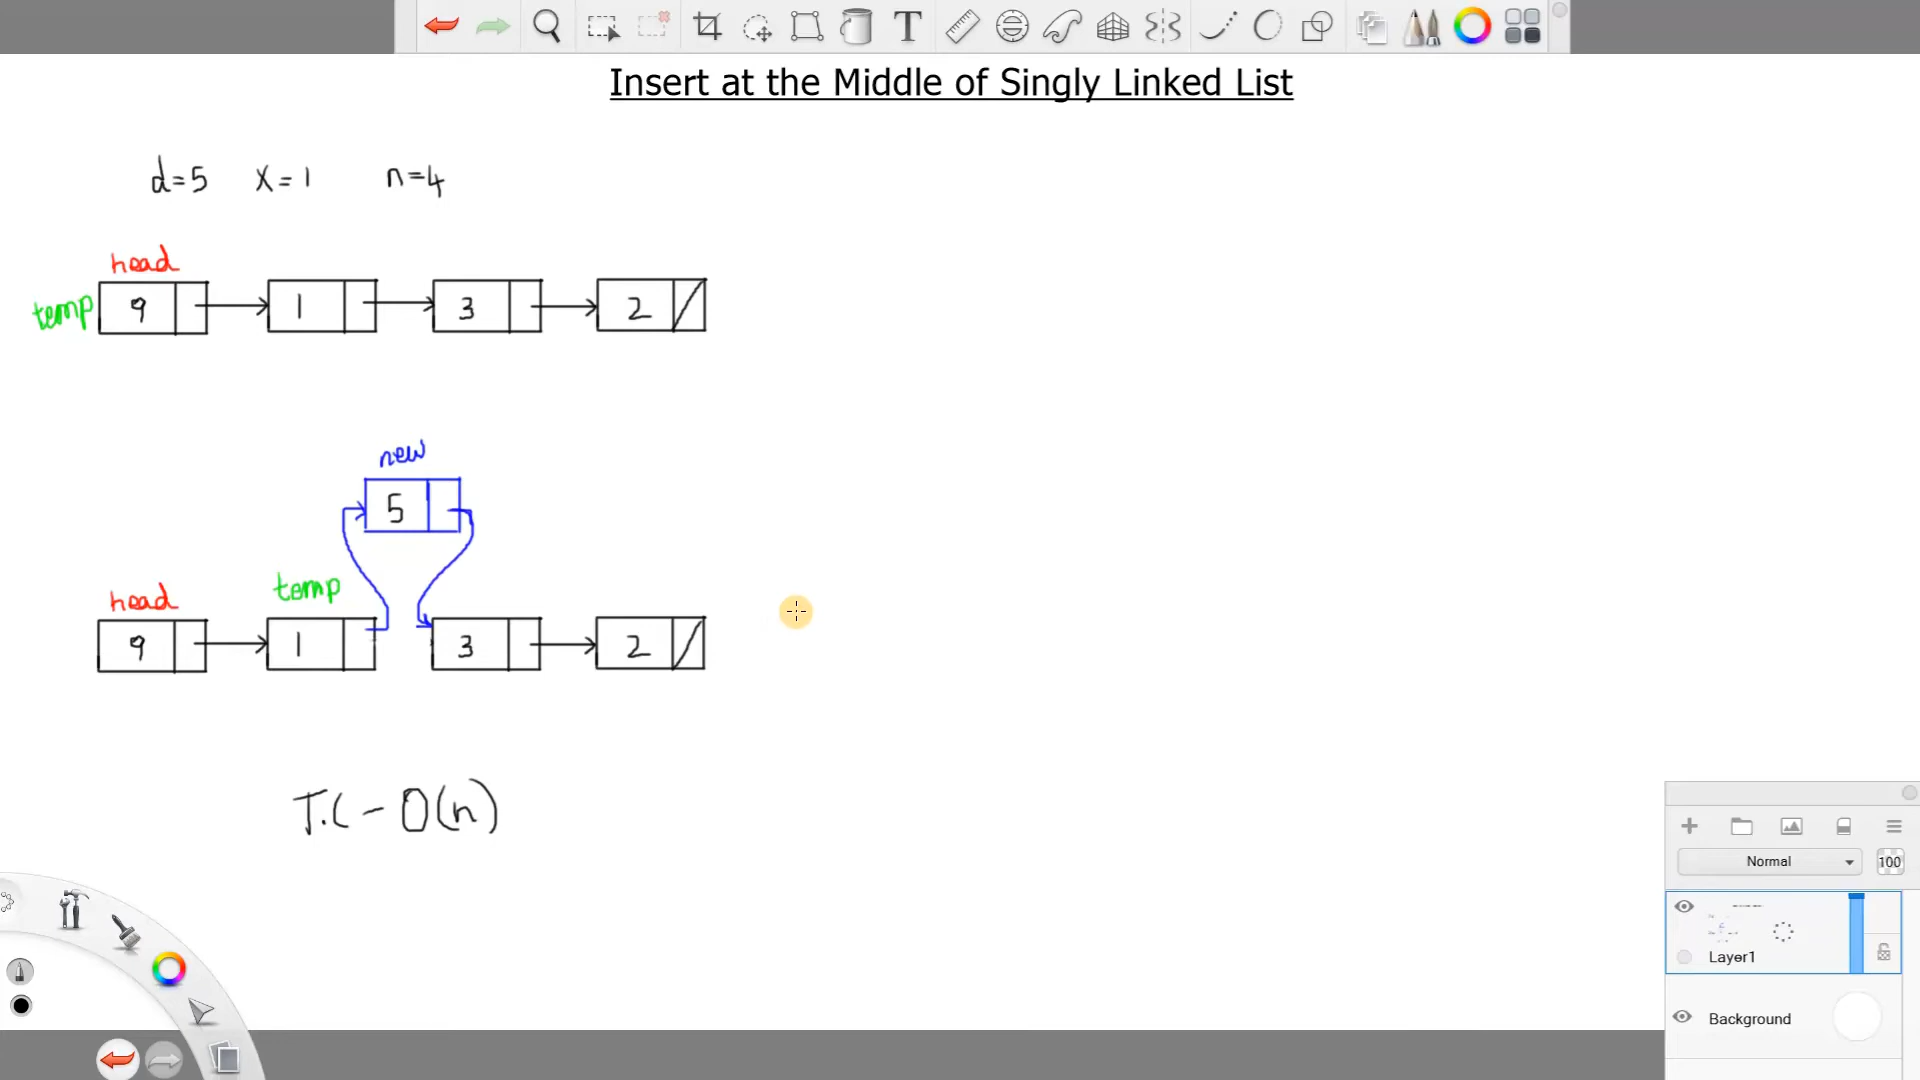 Insert at the Middle of Singly Linked List
d=5 x=1 n=4
head
temp 9 1 3 2
new
5
temp
head
9 1 3 2
T.C - O(n)
Normal 100
Layer1
Background